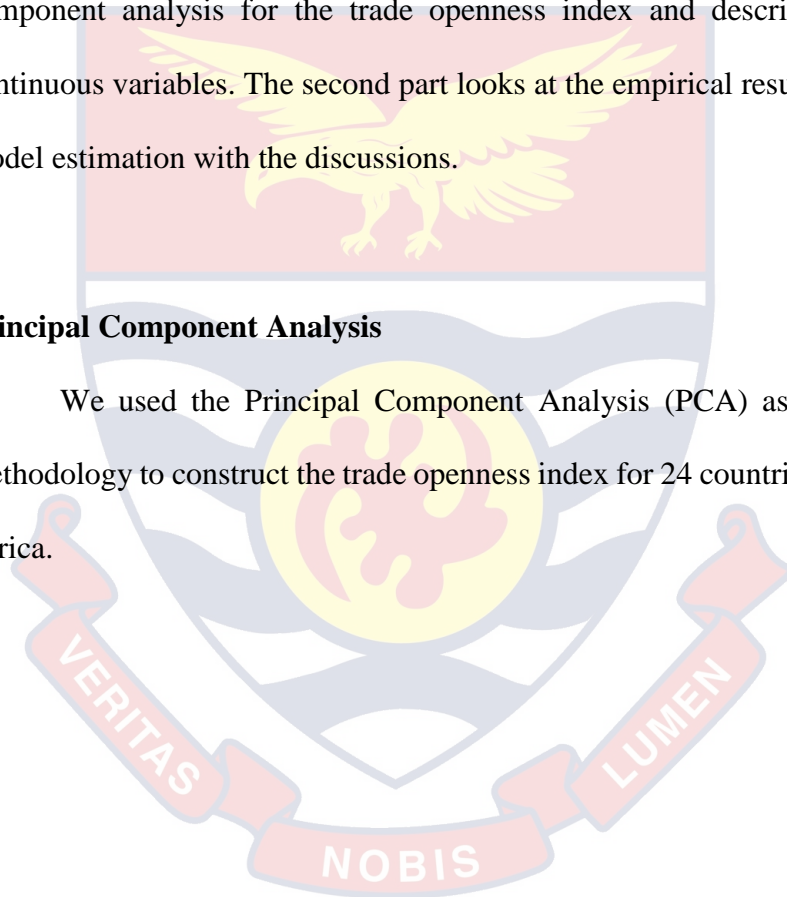 mponent analysis for the trade openness index and descri
ntinuous variables. The second part looks at the empirical resu
odel estimation with the discussions.
incipal Component Analysis
We used the Principal Component Analysis (PCA) as
ethodology to construct the trade openness index for 24 countri
rica.
VERITAS
NOBIS
LUMEN